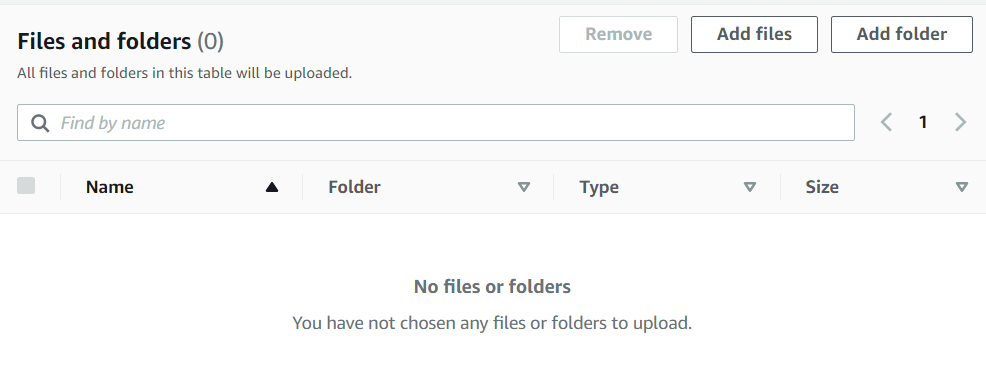 Files and folders (0)
Remove
Add files
Add folder
All files and folders in this table will be uploaded.
Find by name
1
Name
Folder
Type
Size
No files or folders
You have not chosen any files or folders to upload.